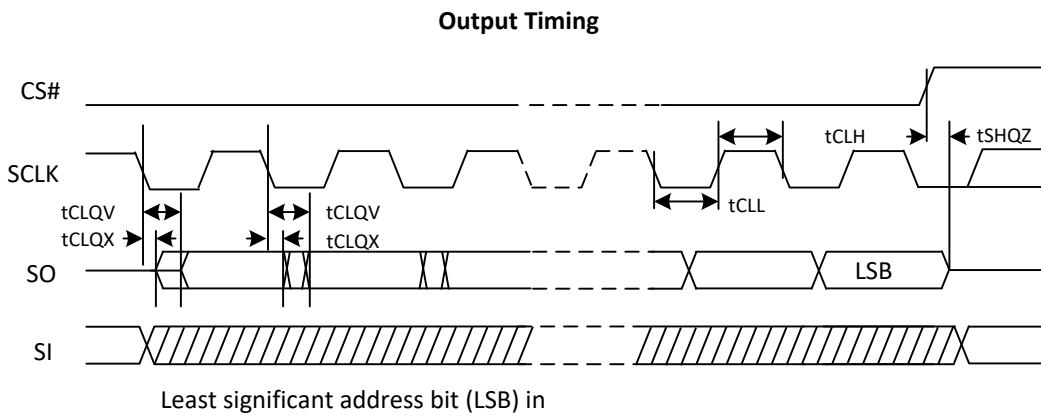 Output Timing
CS#
tCLH
tSHQZ
SCLK
tCLQV
tCLQV
tCLL
tCLQX
tCLQX
SO
LSB
SI
Least significant address bit (LSB) in